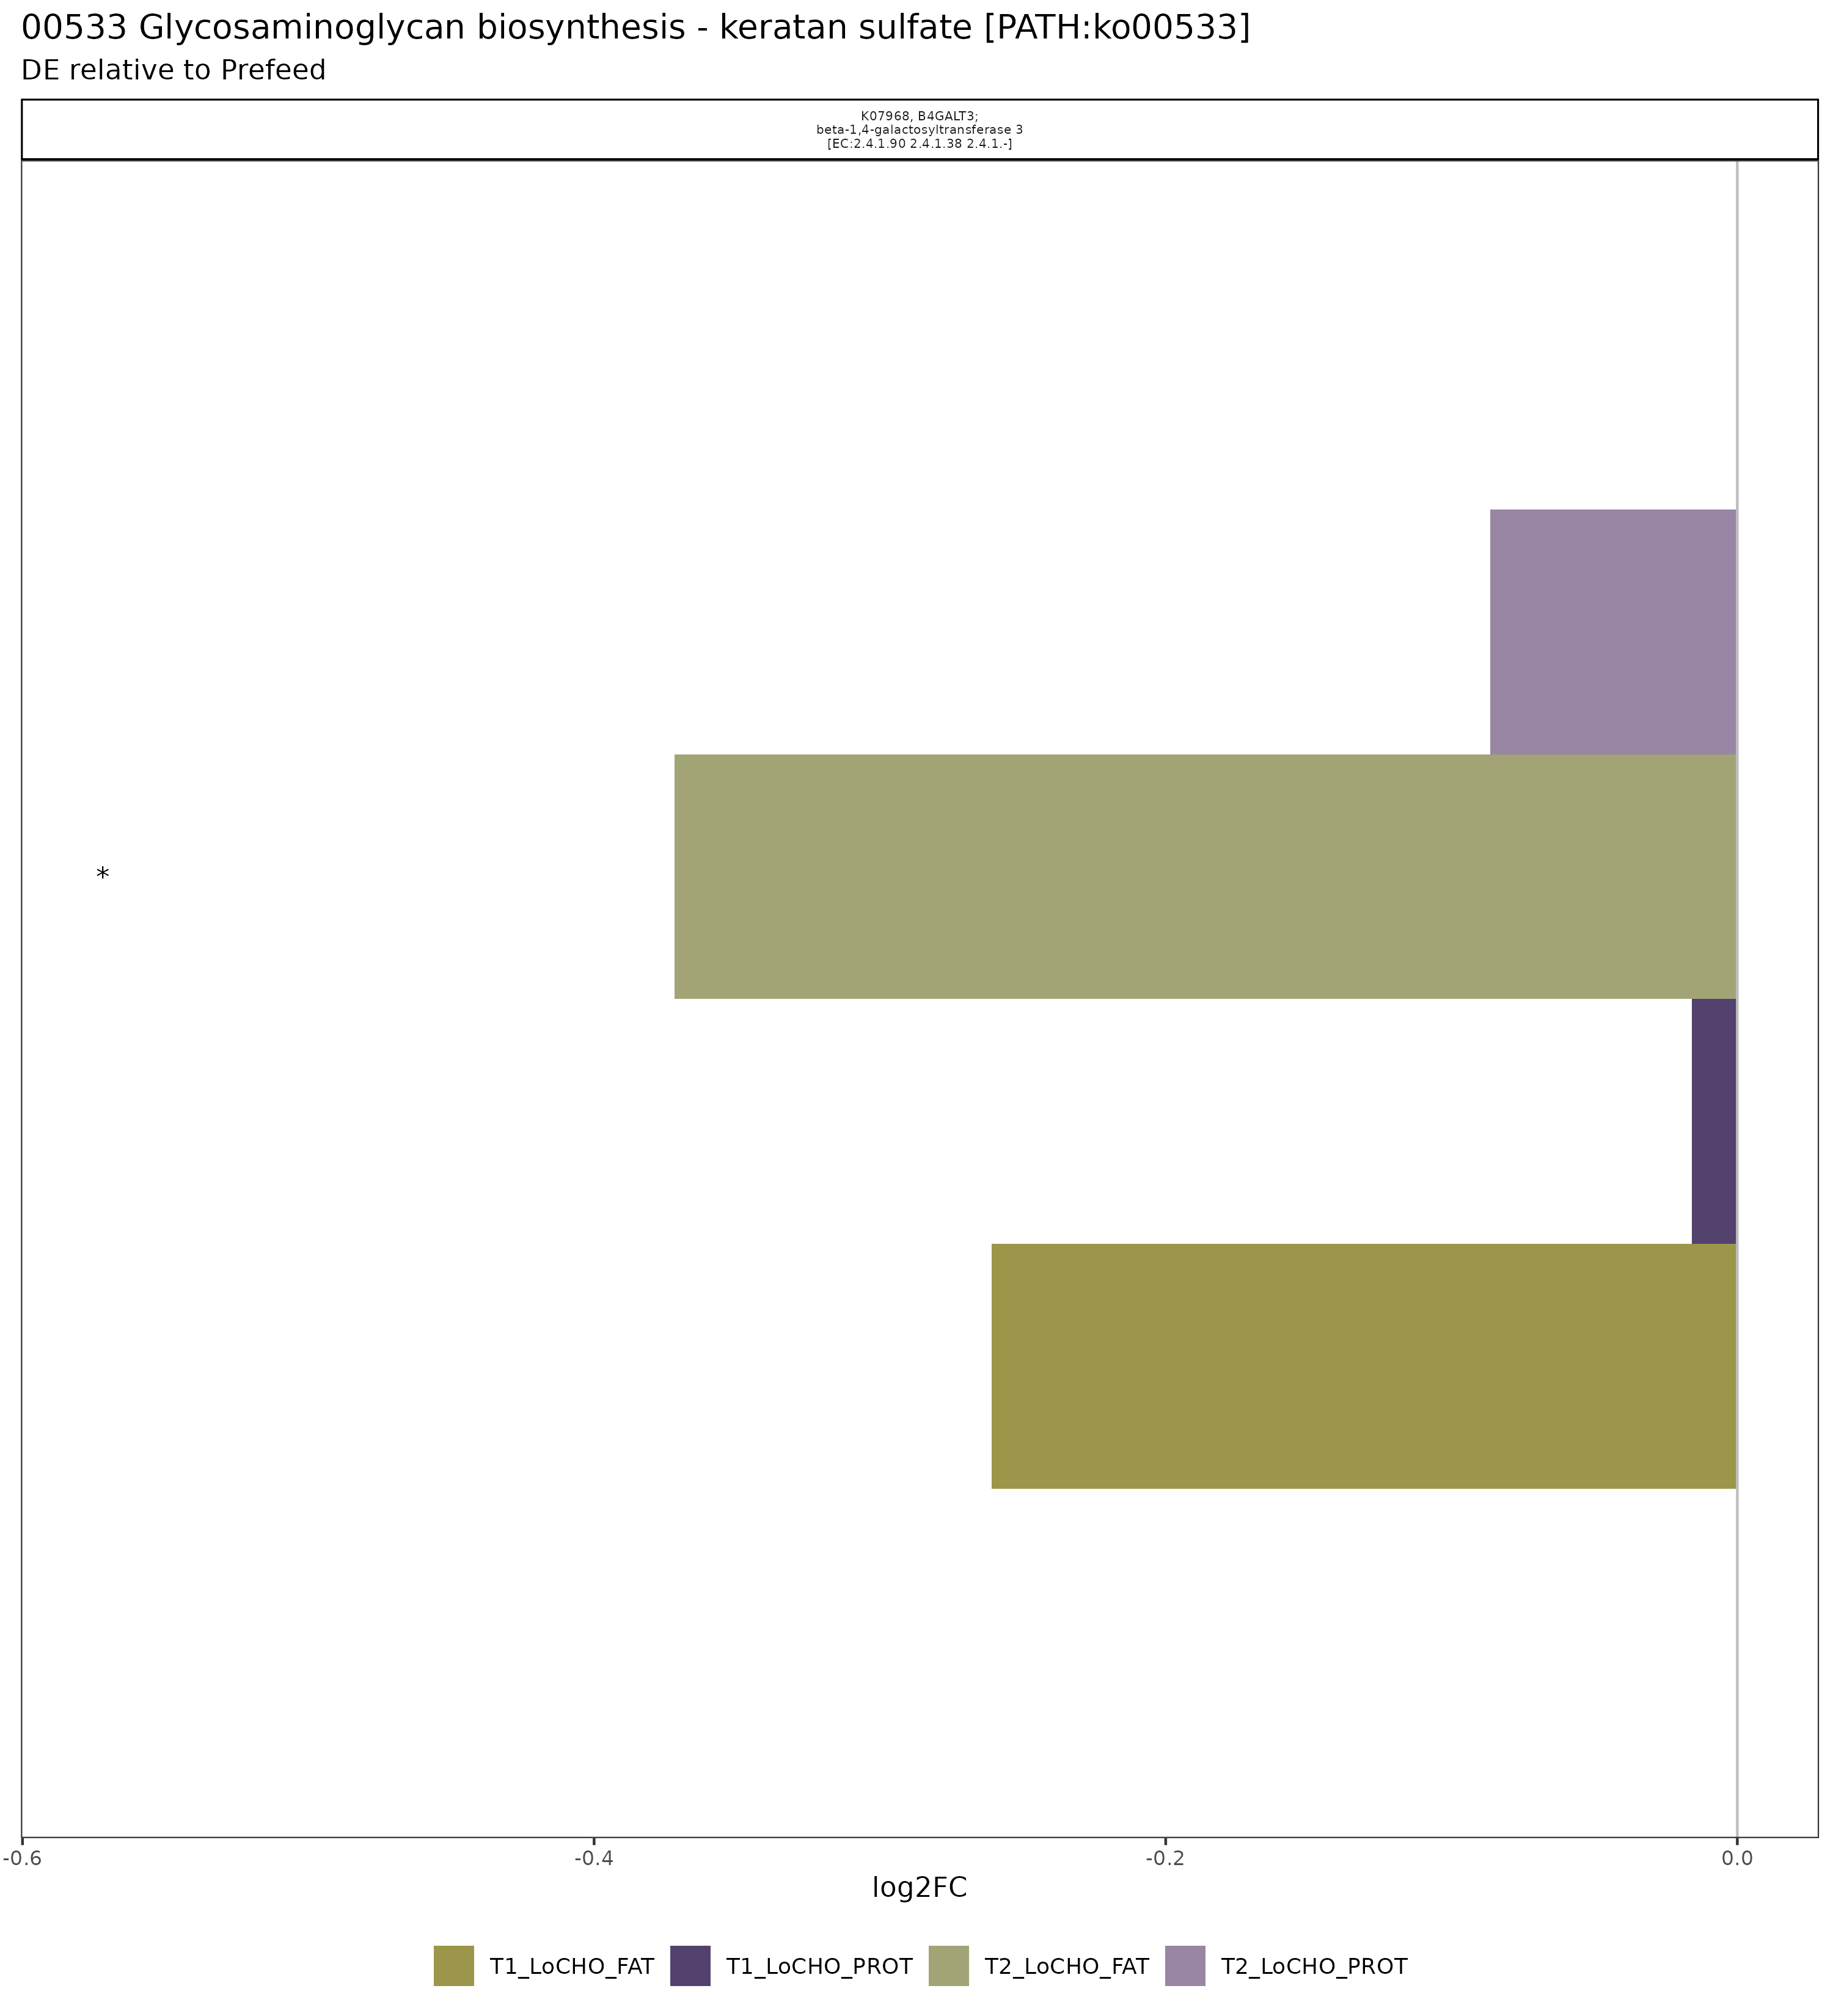 00533 Glycosaminoglycan biosynthesis - keratan sulfate [PATH:ko00533]
DE relative to Prefeed
K07968, B4GALT3;
beta-1,4-galactosyltransferase 3
[EC:2.4.1.90 2.4.1.38 2.4.1.-]
*
-0.6 -0.4 -0.2 0.0
log2FC
T1_LoCHO_FAT T1_LoCHO_PROT T2_LoCHO_FAT T2_LoCHO_PROT